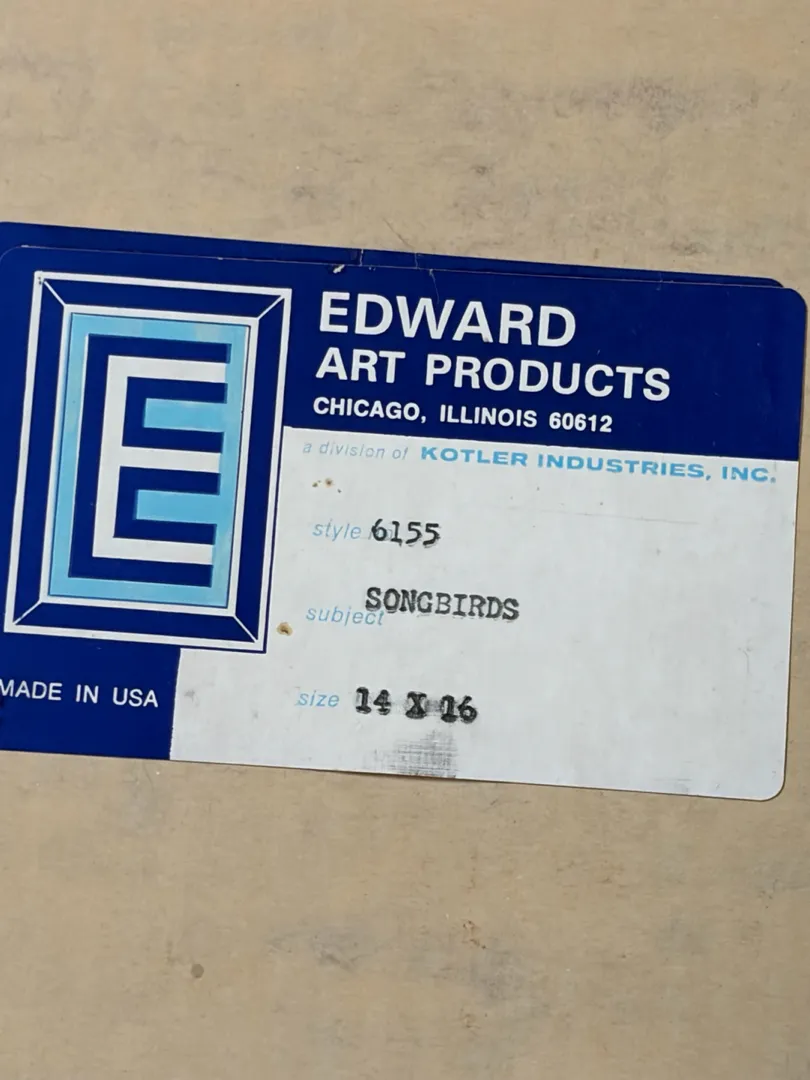 EDWARD
ART PRODUCTS
CHICAGO, ILLINOIS 60612
a division of KOTLER INDUSTRIES, INC.
style 6155
subject SONGBIRDS
size 14 X 16
MADE IN USA